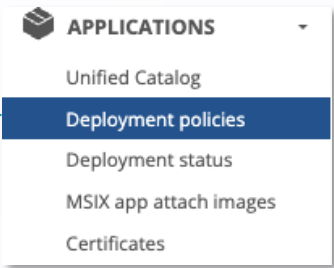 APPLICATIONS
Unified Catalog
Deployment policies
Deployment status
MSIX app attach images
Certificates